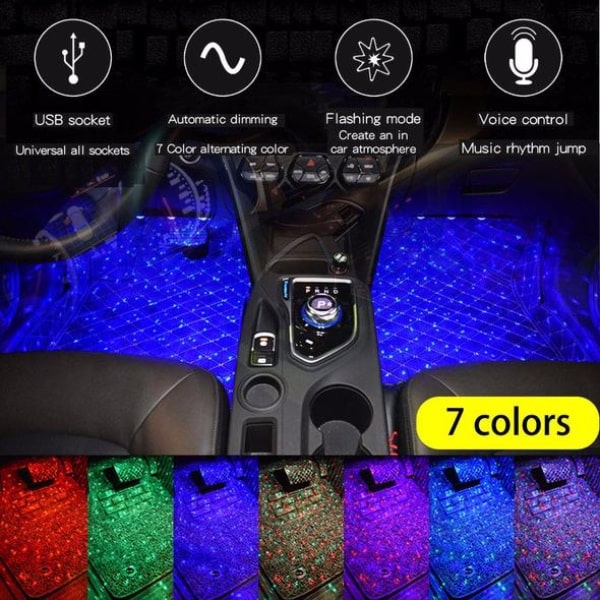 USB socket
Universal all sockets
Automatic dimming
7 Color alternating color
Flashing mode
Create an in
car atmosphere
Voice control
Music rhythm jump
P
7 colors